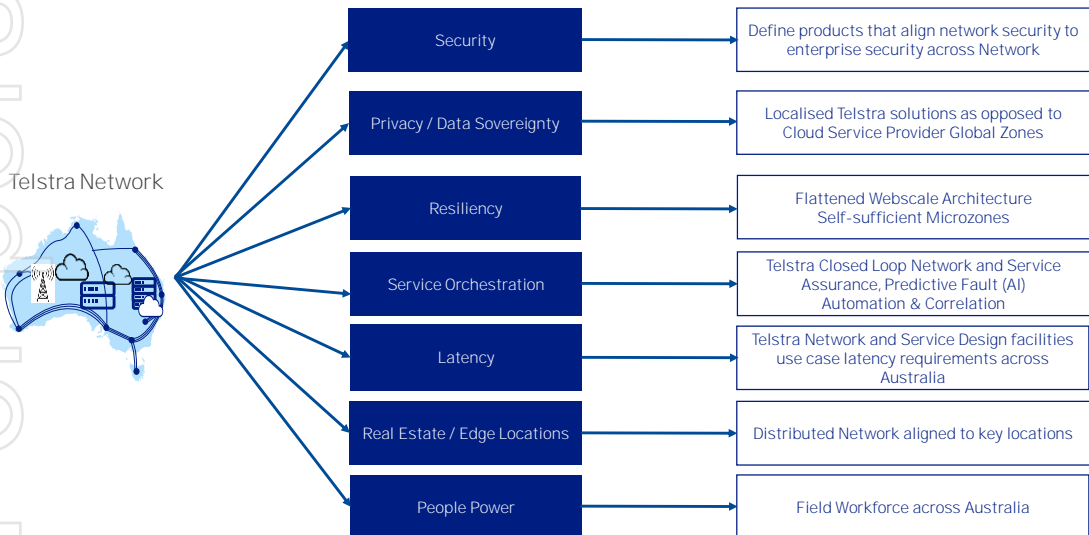 Telstra Network
Security
Define products that align network security to
enterprise security across Network
Privacy / Data Sovereignty
Localised Telstra solutions as opposed to
Cloud Service Provider Global Zones
Resiliency
Flattened Webscale Architecture
Self-sufficient Microzones
Service Orchestration
Telstra Closed Loop Network and Service
Assurance, Predictive Fault (AI)
Automation & Correlation
Latency
Telstra Network and Service Design facilities
use case latency requirements across
Australia
Real Estate / Edge Locations
Distributed Network aligned to key locations
People Power
Field Workforce across Australia